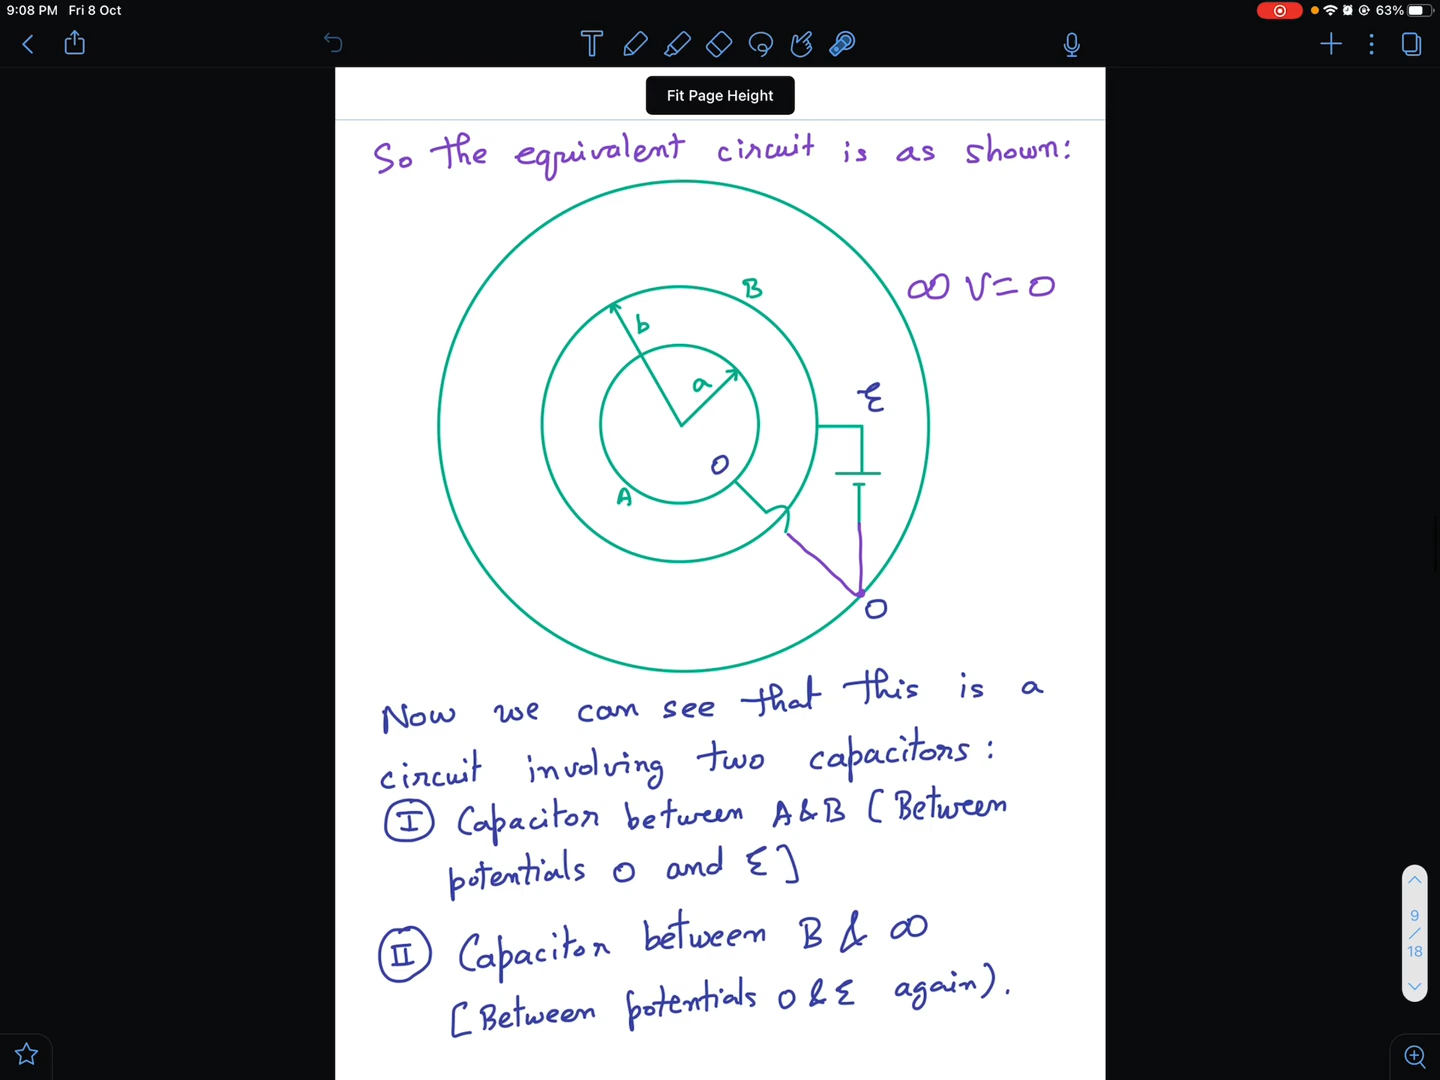 9:08 PM Fri 8 Oct
63%
Fit Page Height
So the equivalent circuit is as shown:
B
∞ V=0
b
a
ℰ
O
A
O
Now we can see that this is a
circuit involving two capacitors:
I Capacitor between A&B [Between
potentials 0 and ℰ]
II Capacitor between B & ∞
[Between potentials 0 & ℰ again).
9
/
18